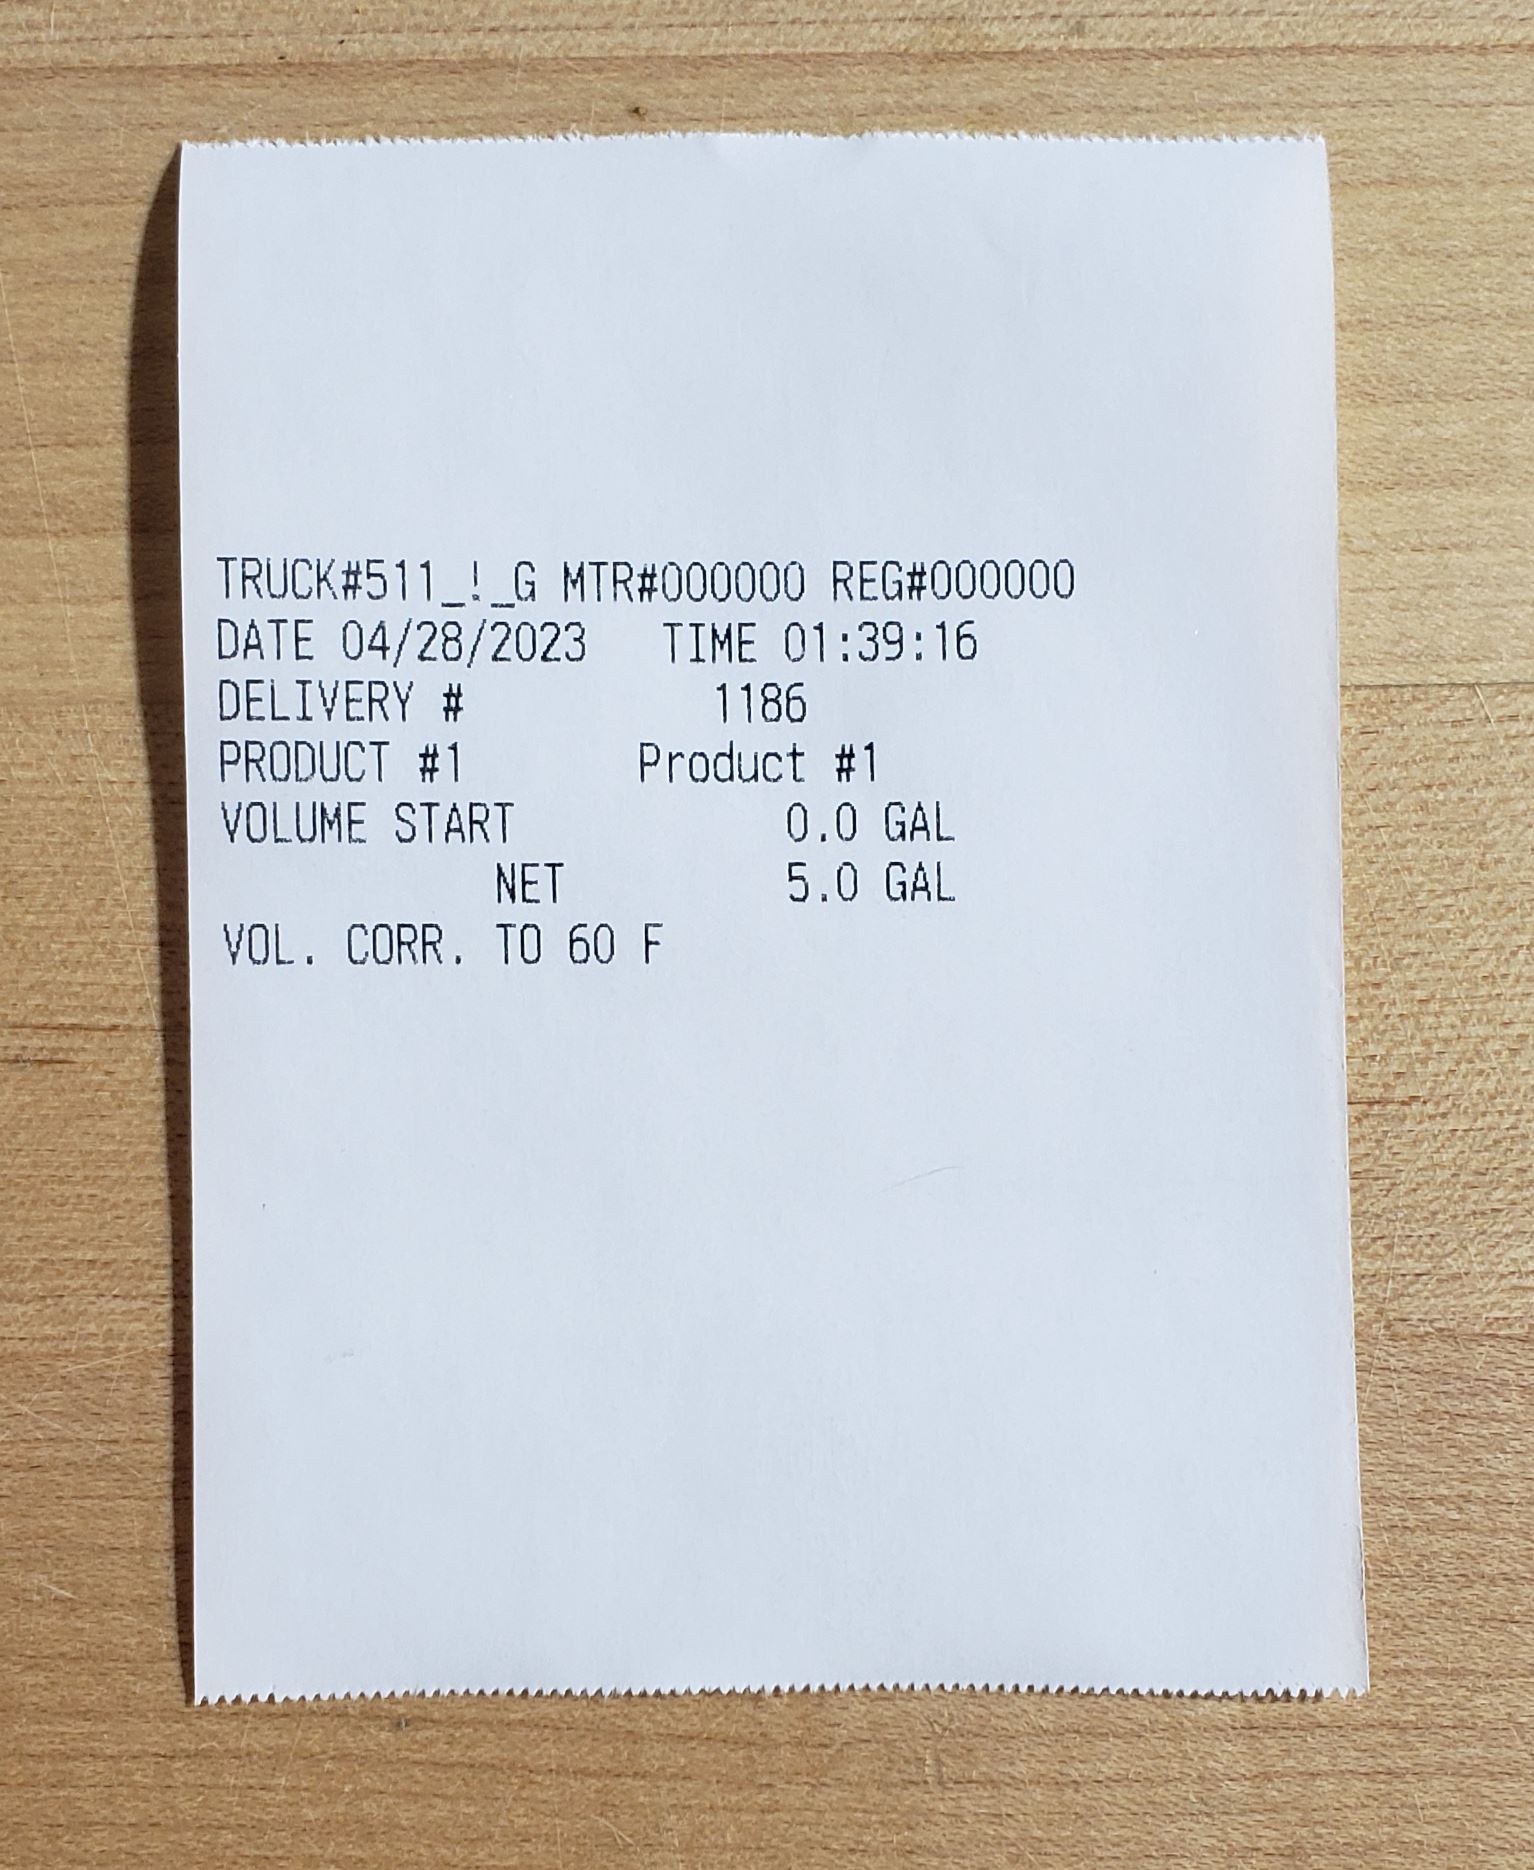 TRUCK#511_!_G MTR#000000 REG#000000
DATE 04/28/2023 TIME 01:39:16
DELIVERY # 1186
PRODUCT #1 Product #1
VOLUME START 0.0 GAL
NET 5.0 GAL
VOL. CORR. TO 60 F